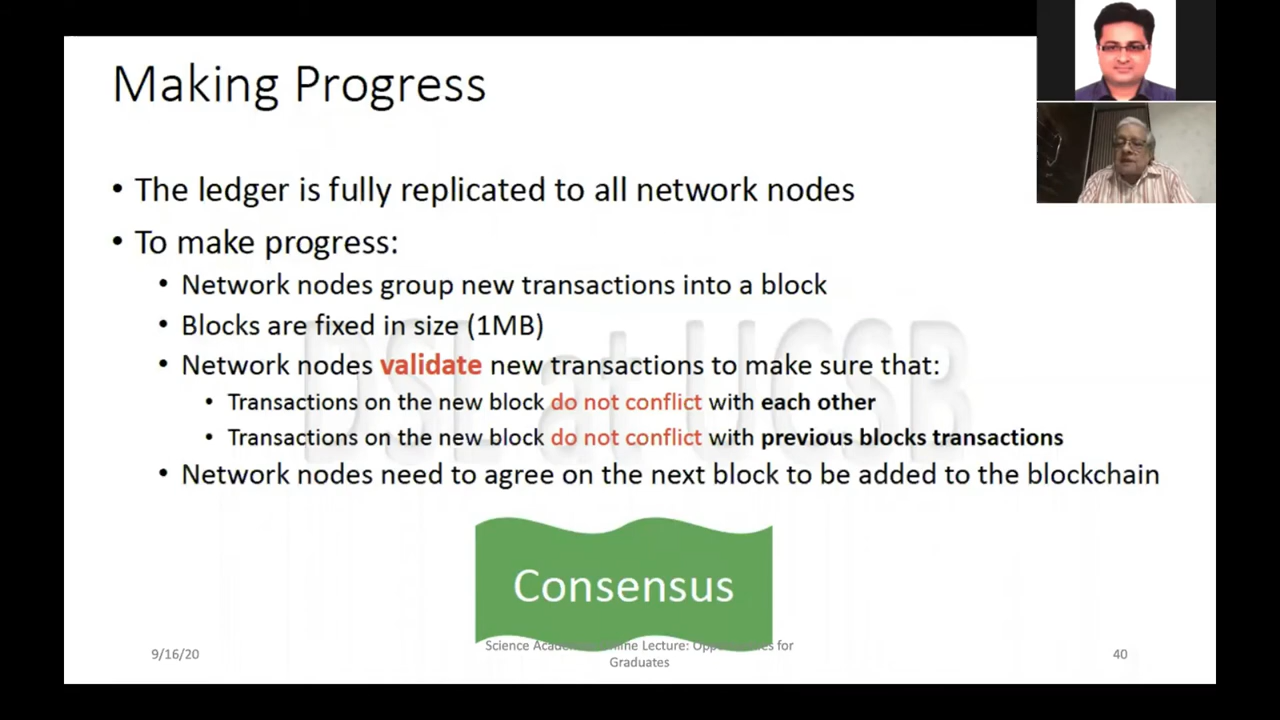 Making Progress
• The ledger is fully replicated to all network nodes
• To make progress:
• Network nodes group new transactions into a block
• Blocks are fixed in size (1MB)
• Network nodes validate new transactions to make sure that:
• Transactions on the new block do not conflict with each other
• Transactions on the new block do not conflict with previous blocks transactions
• Network nodes need to agree on the next block to be added to the blockchain
DSL at UCSB
Consensus
9/16/20
Science Lecture: for
Graduates
40